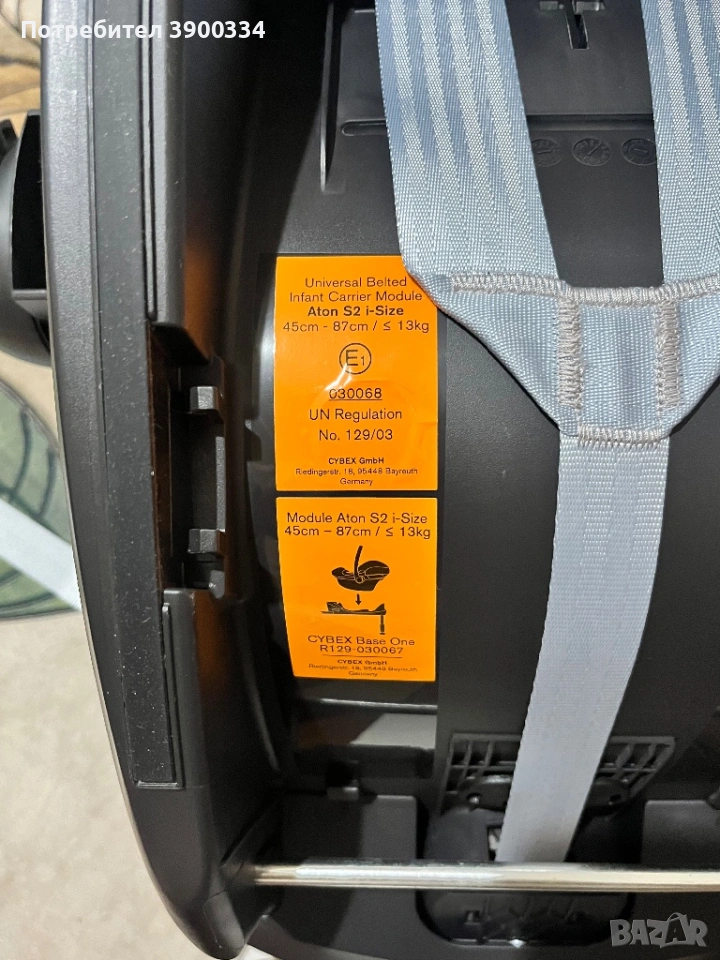 Потребител 3900334
Universal Belted
Infant Carrier Module
Aton S2 i-Size
45cm - 87cm / ≤ 13kg
E1
030068
UN Regulation
No. 129/03
CYBEX GmbH
Riedingerstr. 18, 95448 Bayreuth
Germany
Module Aton S2 i-Size
45cm – 87cm / ≤ 13kg
CYBEX Base One
R129-030067
CYBEX GmbH
Riedingerstr. 18, 95448 Bayreuth
Germany
BAZAR